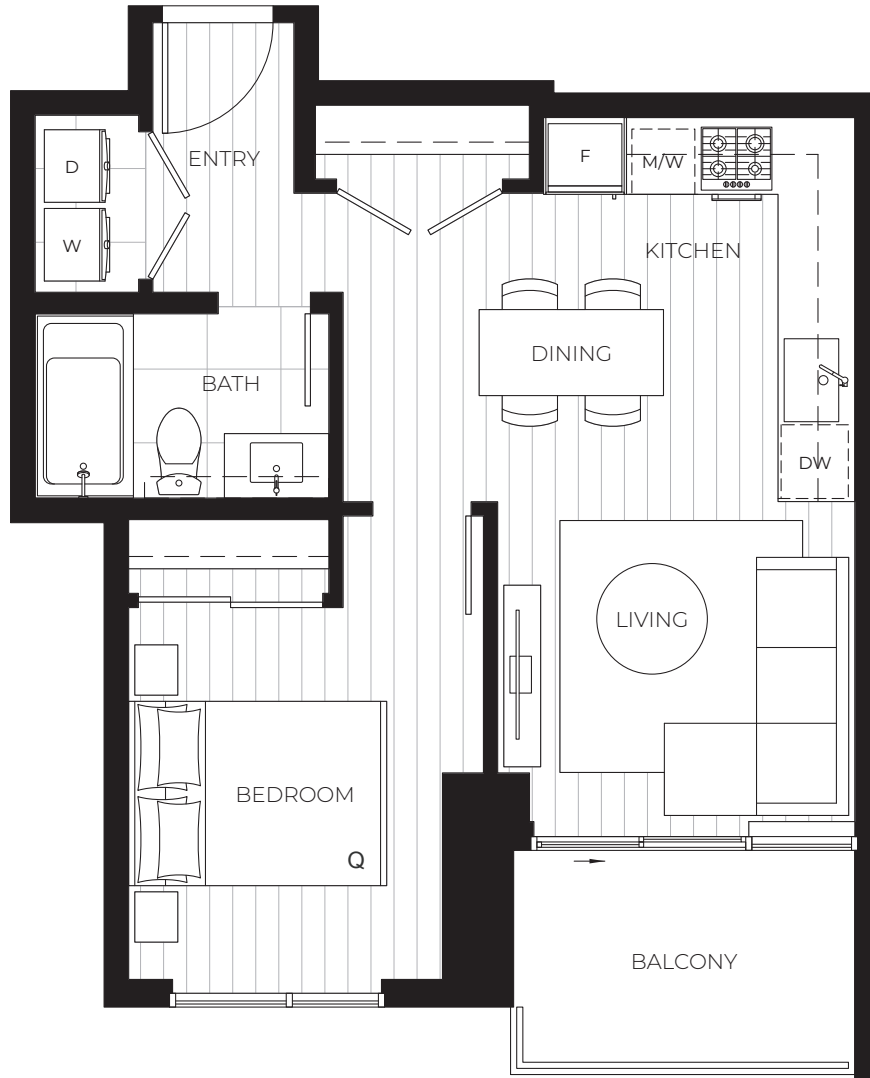 ENTRY
D
F
M/W
W
KITCHEN
DINING
BATH
DW
LIVING
BEDROOM
Q
BALCONY